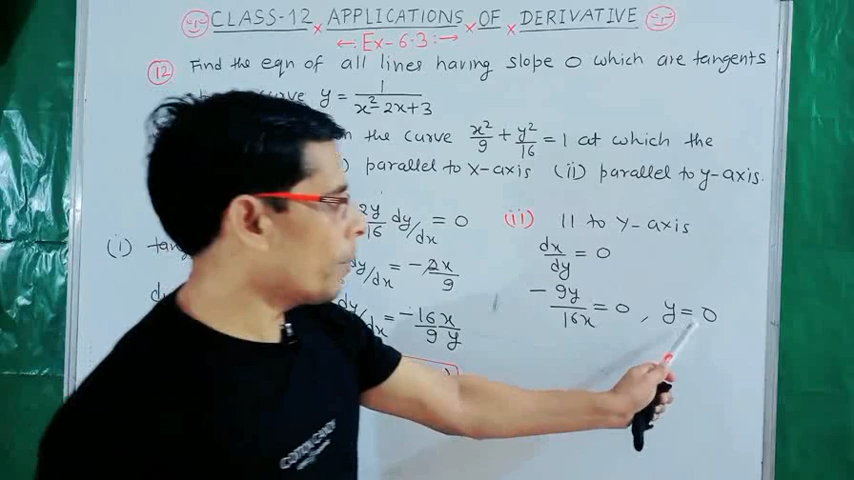 CLASS-12 × APPLICATIONS × OF × DERIVATIVE
← Ex-6.3: →
(12) Find the eqn of all lines having slope 0 which are tangents
curve y = 1/(x²-2x+3)
n the curve x²/9 + y²/16 = 1 at which the
) parallel to x-axis (ii) parallel to y-axis.
2y/16 dy/dx = 0
(i) tan
dy/dx = -2x/9
dy/dx = -16x/9y
(ii) || to Y-axis
dx/dy = 0
- 9y/16x = 0, y = 0
COTTON CANDY